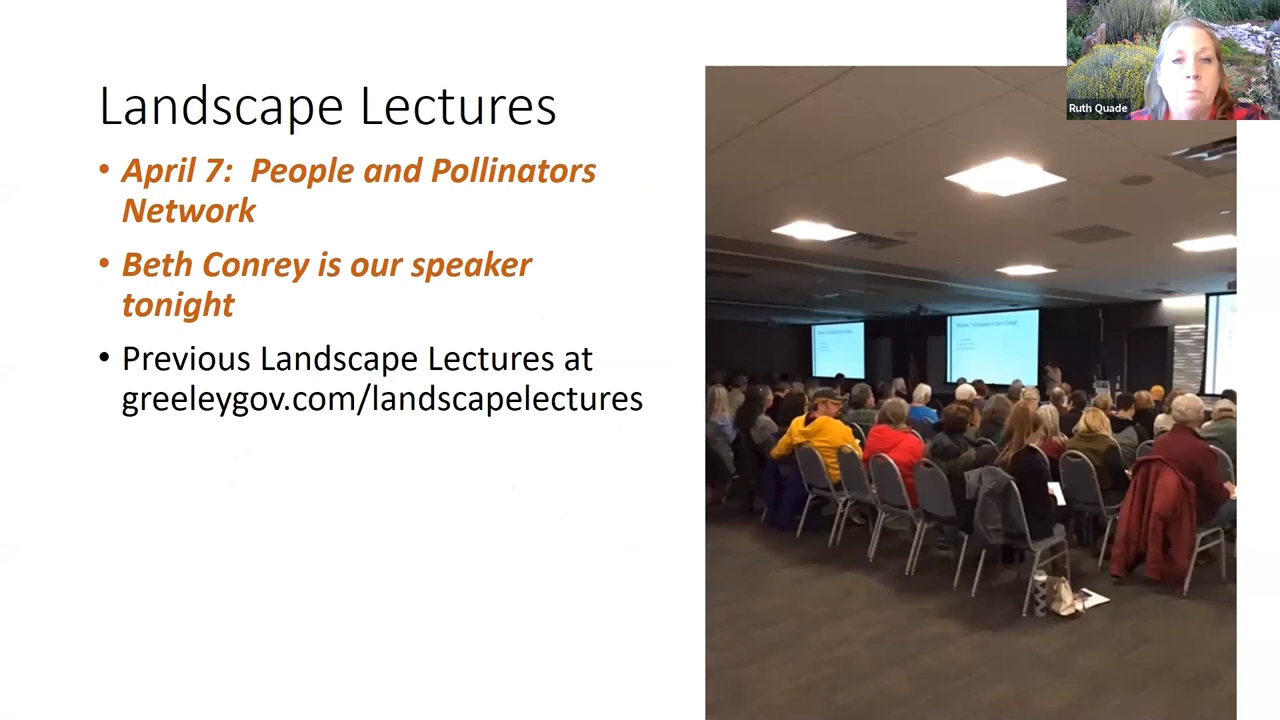 Landscape Lectures
• April 7:  People and Pollinators
Network
• Beth Conrey is our speaker
tonight
• Previous Landscape Lectures at
greeleygov.com/landscapelectures
Ruth Quade